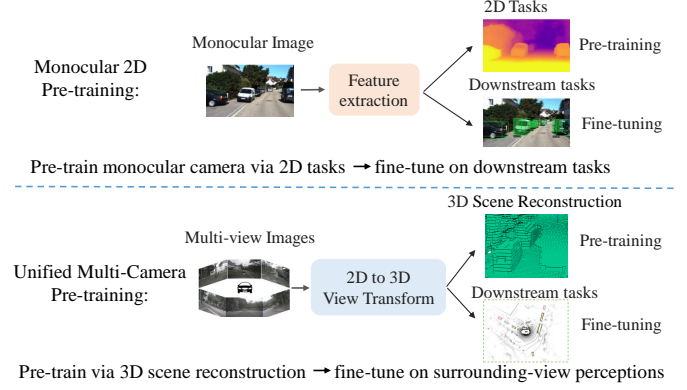 2D Tasks
Monocular Image
Pre-training
Monocular 2D
Pre-training:
Feature
extraction
Downstream tasks
Fine-tuning
Pre-train monocular camera via 2D tasks → fine-tune on downstream tasks
3D Scene Reconstruction
Multi-view Images
Pre-training
Unified Multi-Camera
Pre-training:
2D to 3D
View Transform
Downstream tasks
Fine-tuning
Pre-train via 3D scene reconstruction → fine-tune on surrounding-view perceptions